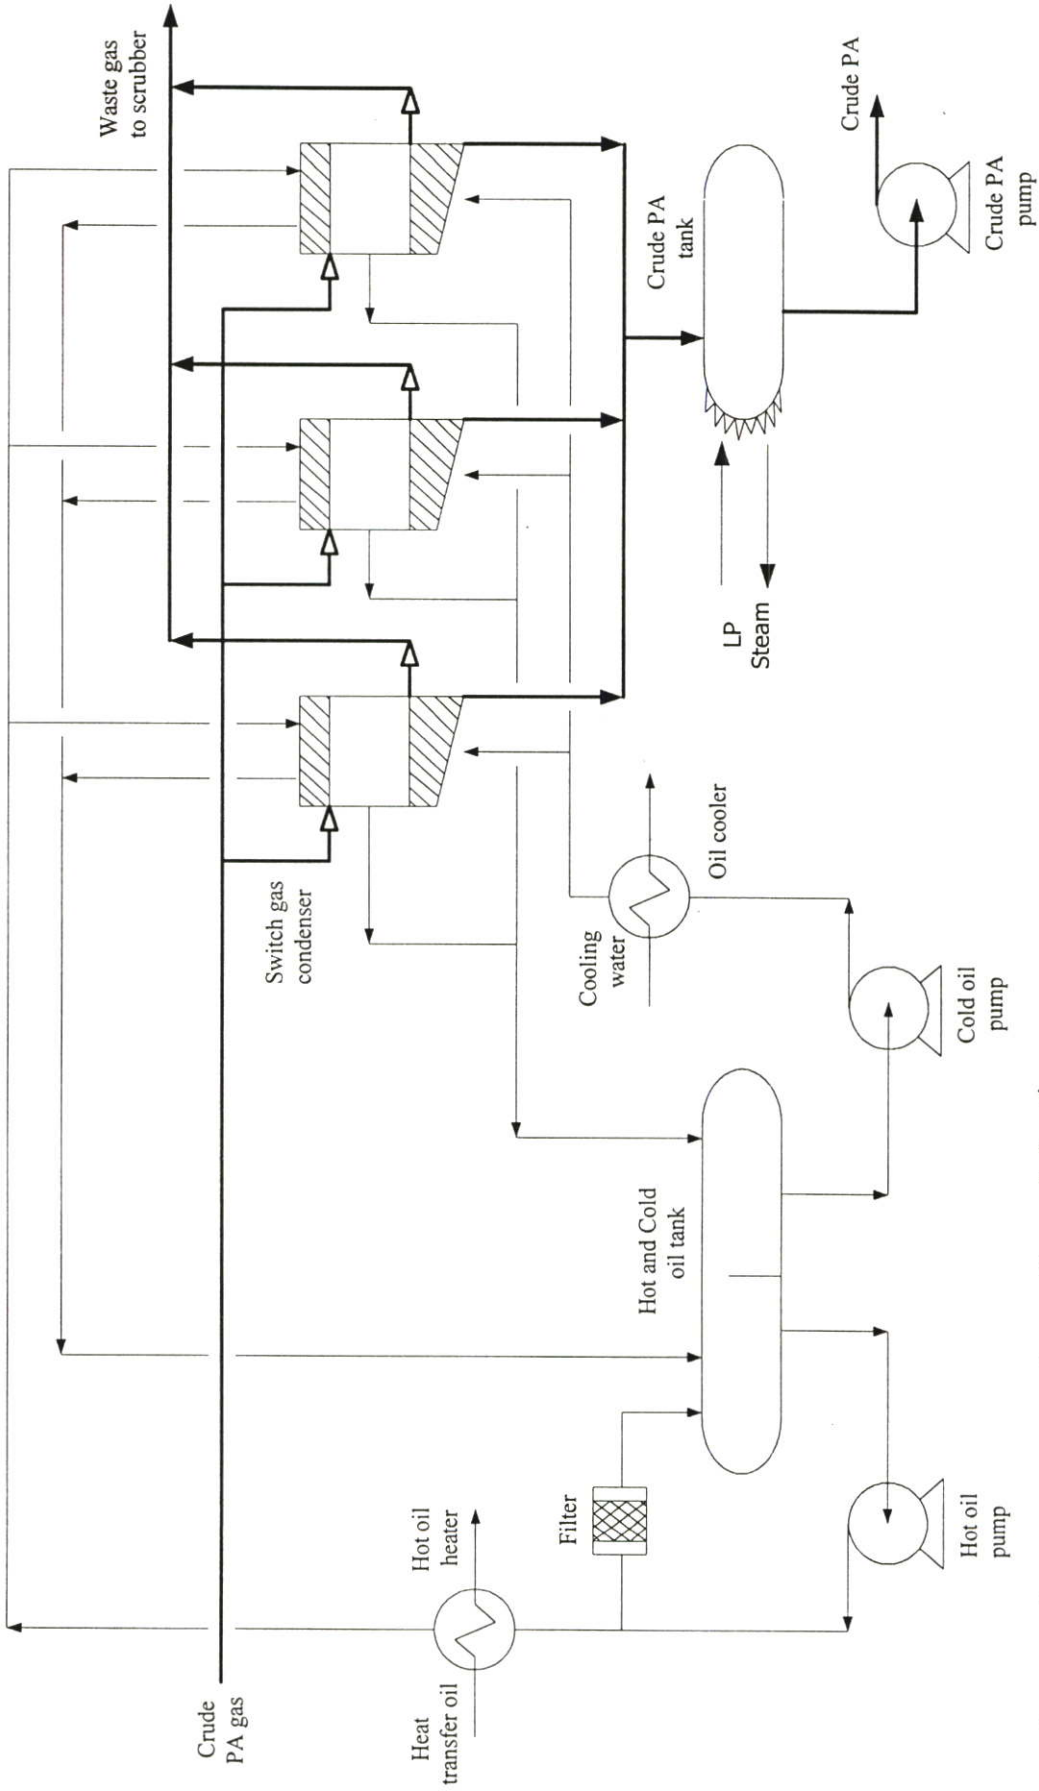 Waste gas
to scrubber
Crude PA
Crude PA
tank
Crude PA
pump
LP
Steam
Switch gas
condenser
Oil cooler
Cooling
water
Cold oil
pump
Hot and Cold
oil tank
Filter
Hot oil
heater
Hot oil
pump
Crude
PA gas
Heat
transfer oil